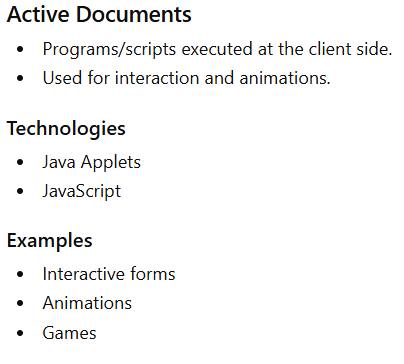 Active Documents
• Programs/scripts executed at the client side.
• Used for interaction and animations.
Technologies
• Java Applets
• JavaScript
Examples
• Interactive forms
• Animations
• Games